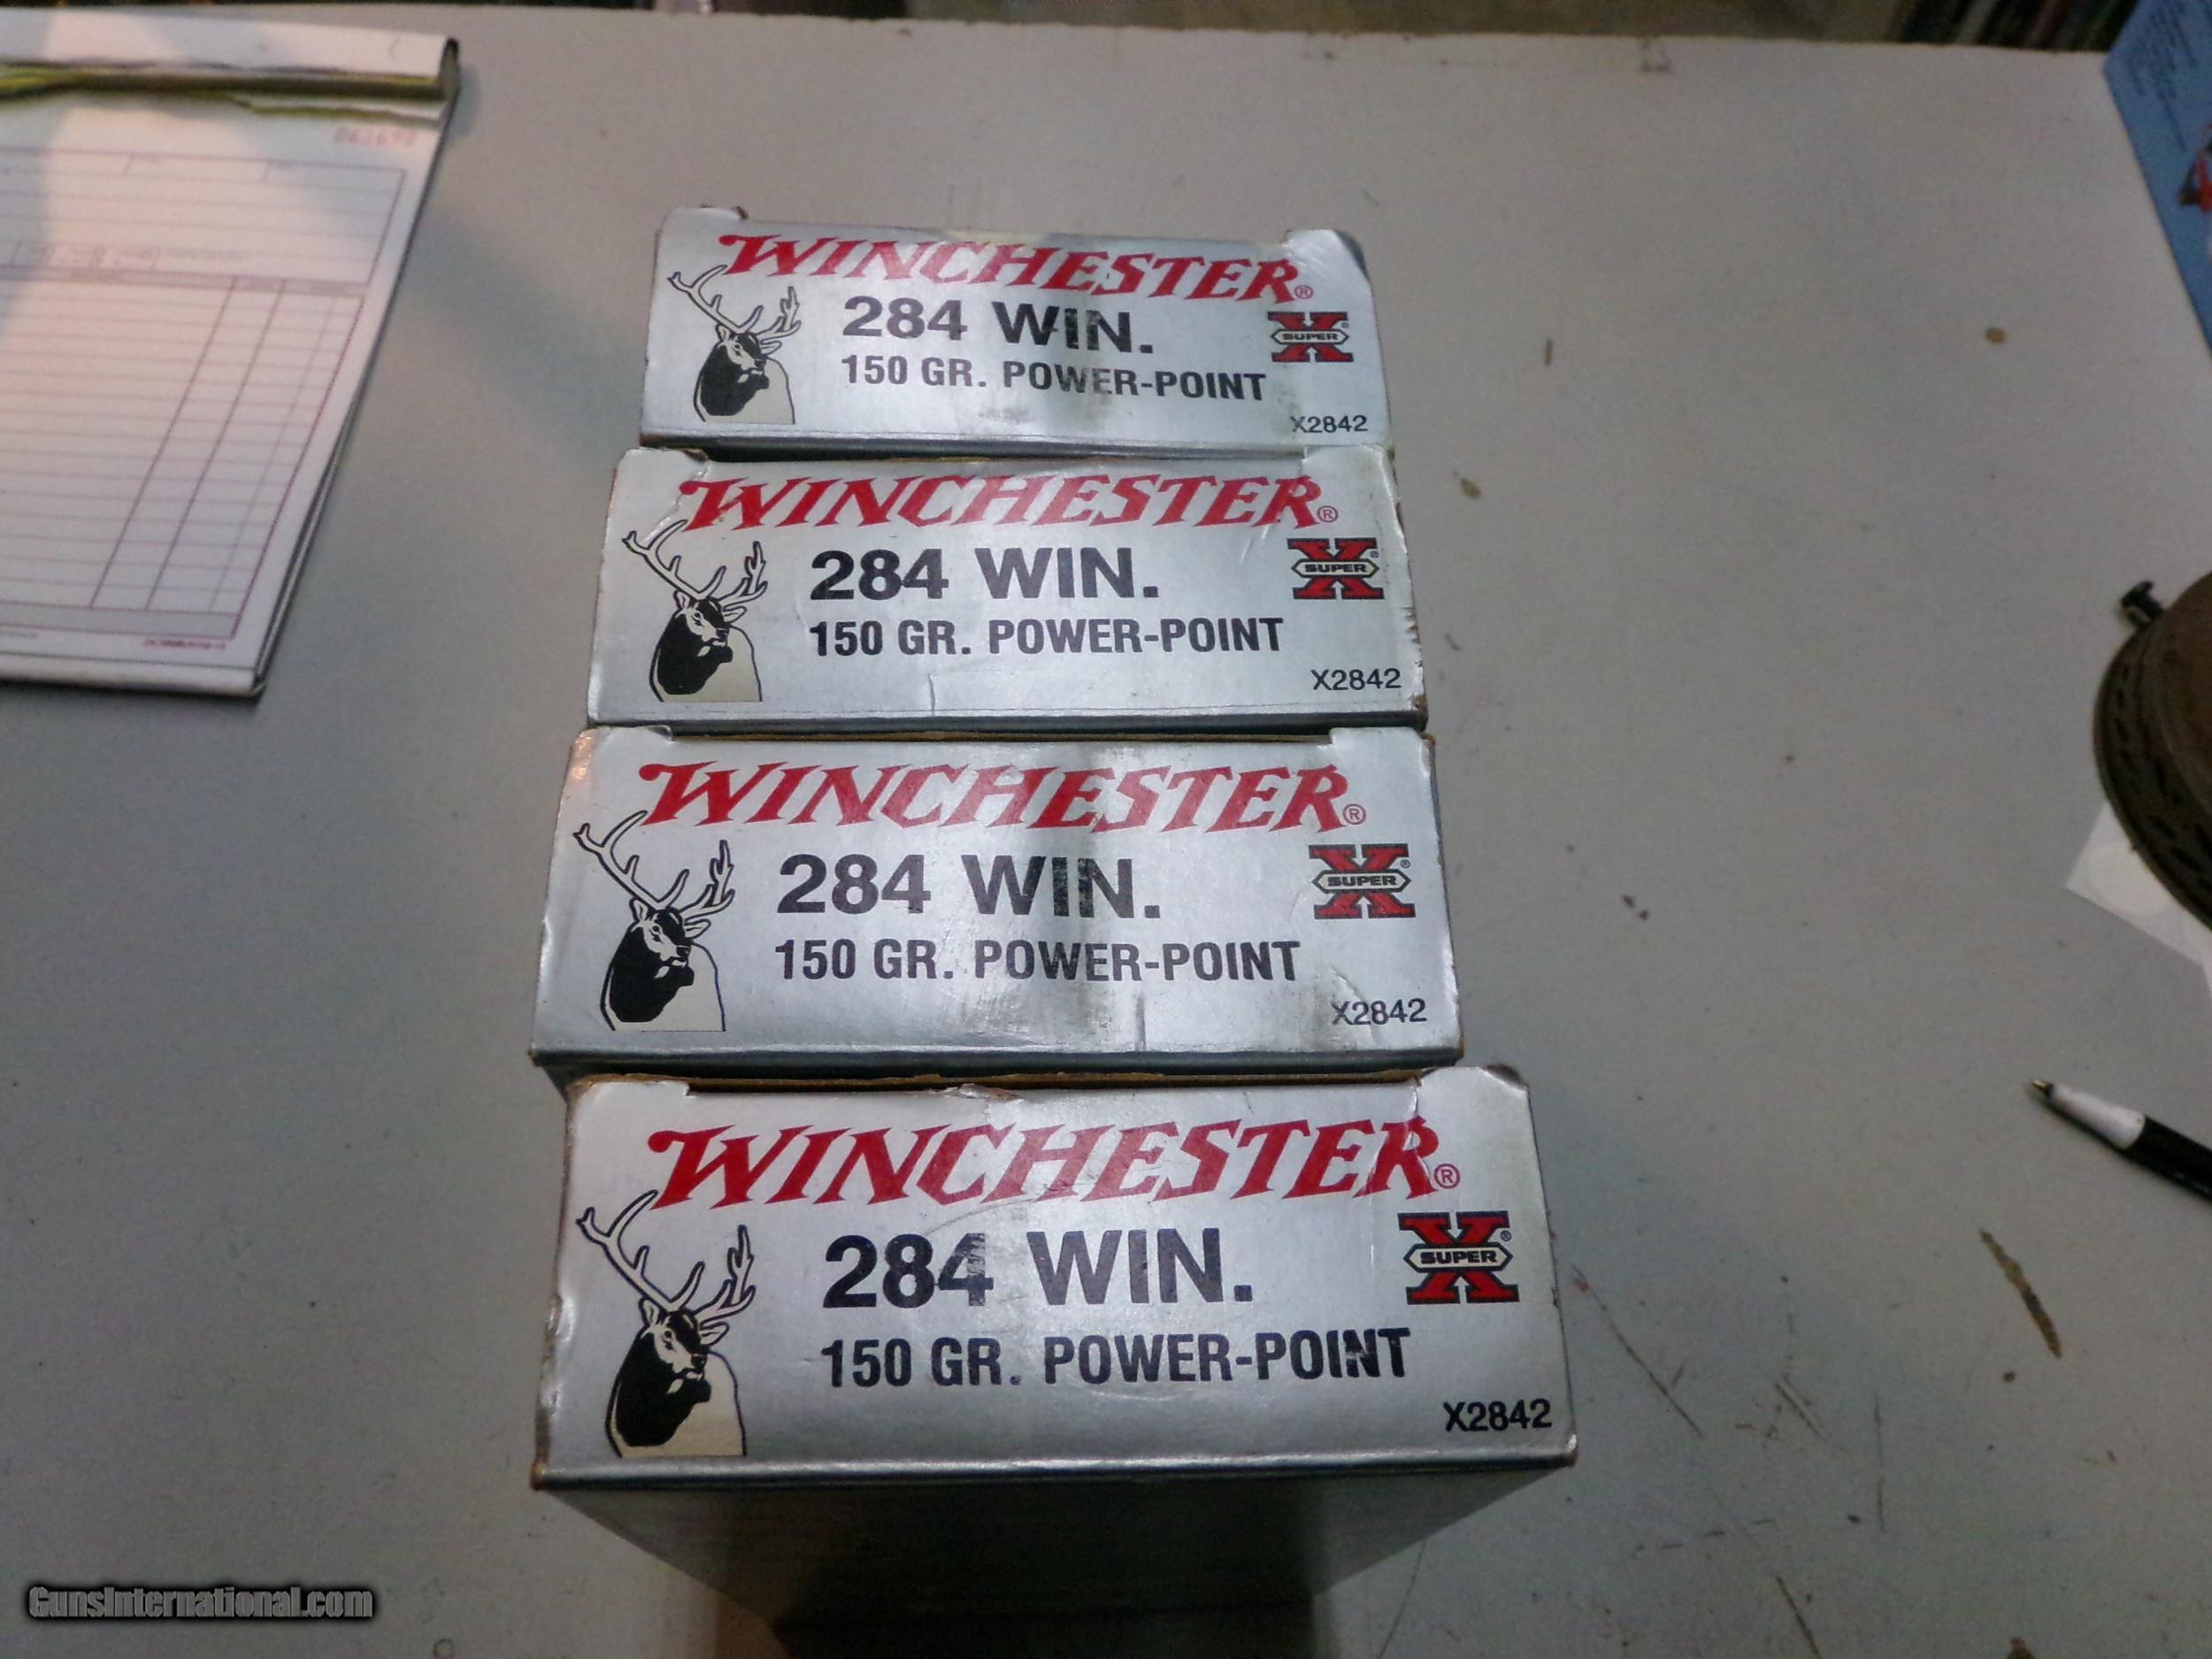 WINCHESTER®
284 WIN.
SUPER X®
150 GR. POWER-POINT
X2842
WINCHESTER®
284 WIN.
SUPER X®
150 GR. POWER-POINT
X2842
WINCHESTER®
284 WIN.
SUPER X®
150 GR. POWER-POINT
X2842
WINCHESTER®
284 WIN.
SUPER X®
150 GR. POWER-POINT
X2842
GunsInternational.com